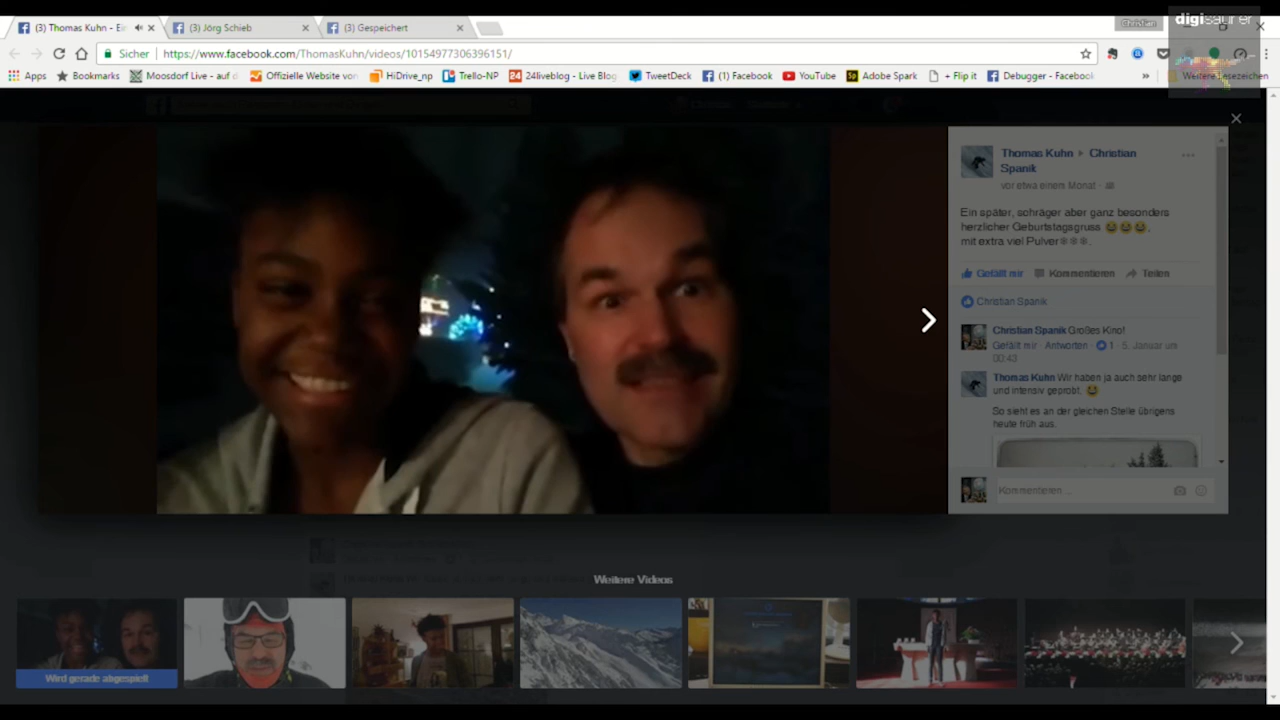 (3) Thomas Kuhn - Ei
(3) Jörg Schieb
(3) Gespeichert
Christian
digisaurier
Sicher
https://www.facebook.com/ThomasKuhn/videos/10154977306396151/
Apps
Bookmarks
Moosdorf Live - auf d
Offizielle Website von
HiDrive_np
Trello-NP
24liveblog - Live Blog
TweetDeck
(1) Facebook
YouTube
Adobe Spark
+ Flip it
Debugger - Facebook
»
Weitere Lesezeichen
Thomas Kuhn ▸ Christian
Spanik
vor etwa einem Monat ·
Ein später, schräger aber ganz besonders
herzlicher Geburtstagsgruss 😂😂😂,
mit extra viel Pulver❄❄❄.
Gefällt mir Kommentieren Teilen
Christian Spanik
Christian Spanik Großes Kino!
Gefällt mir · Antworten · 1 · 5. Januar um
00:43
Thomas Kuhn Wir haben ja auch sehr lange
und intensiv geprobt. 😂
So sieht es an der gleichen Stelle übrigens
heute früh aus.
Kommentieren ...
Weitere Videos
Wird gerade abgespielt